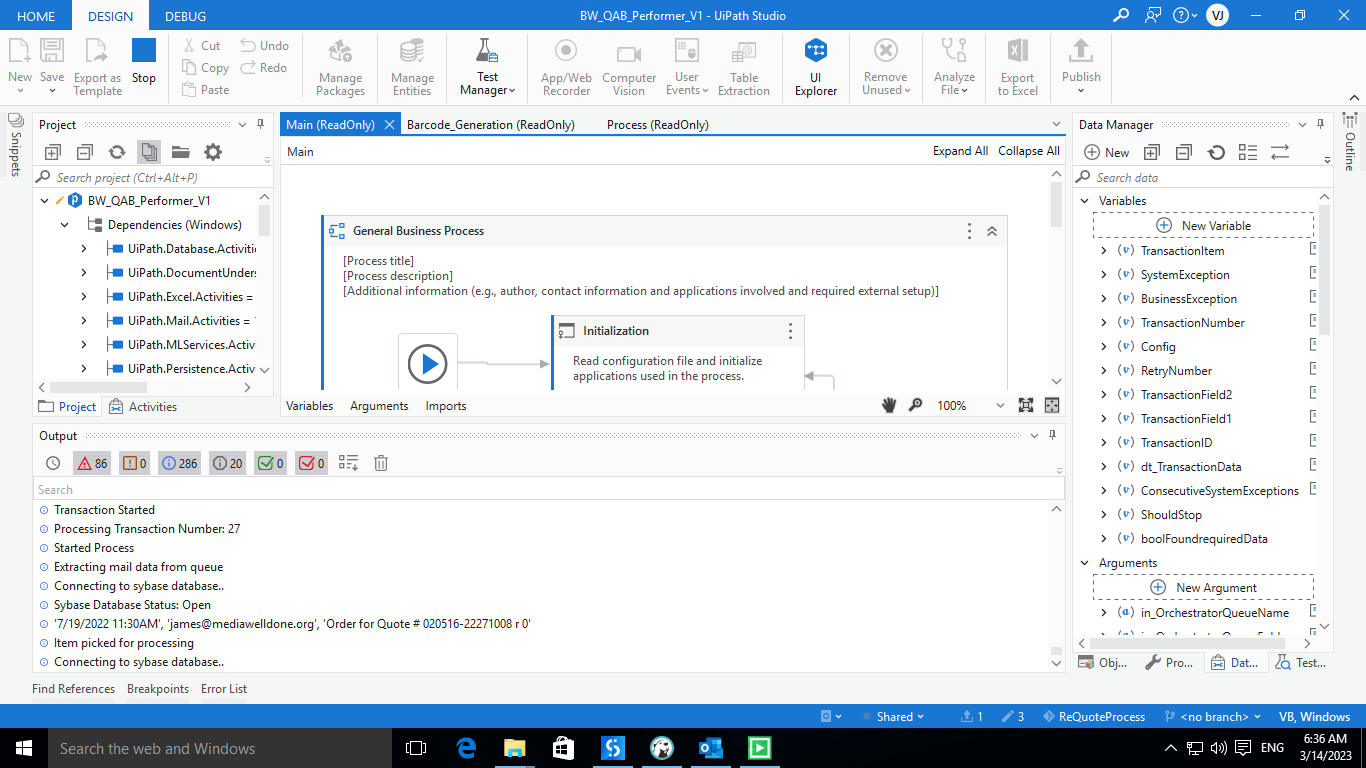 HOME DESIGN DEBUG BW_QAB_Performer_V1 - UiPath Studio VJ
New Save Export as Template Stop
Cut Undo
Copy Redo
Paste
Manage Packages
Manage Entities
Test Manager
App/Web Recorder
Computer Vision
User Events
Table Extraction
UI Explorer
Remove Unused
Analyze File
Export to Excel
Publish
Snippets
Project
Search project (Ctrl+Alt+P)
BW_QAB_Performer_V1
Dependencies (Windows)
UiPath.Database.Activitie
UiPath.DocumentUnders
UiPath.Excel.Activities =
UiPath.Mail.Activities =
UiPath.MLServices.Activ
UiPath.Persistence.Activ
Project Activities
Main (ReadOnly) Barcode_Generation (ReadOnly) Process (ReadOnly)
Main Expand All Collapse All
General Business Process
[Process title]
[Process description]
[Additional information (e.g., author, contact information and applications involved and required external setup)]
Initialization
Read configuration file and initialize
applications used in the process.
Variables Arguments Imports 100%
Output
86 0 286 20 0 0
Search
Transaction Started
Processing Transaction Number: 27
Started Process
Extracting mail data from queue
Connecting to sybase database..
Sybase Database Status: Open
'7/19/2022 11:30AM', 'james@mediawelldone.org', 'Order for Quote # 020516-22271008 r 0'
Item picked for processing
Connecting to sybase database..
Find References Breakpoints Error List
Data Manager
New
Search data
Variables
New Variable
(v) TransactionItem
(v) SystemException
(v) BusinessException
(v) TransactionNumber
(v) Config
(v) RetryNumber
(v) TransactionField2
(v) TransactionField1
(v) TransactionID
(v) dt_TransactionData
(v) ConsecutiveSystemExceptions
(v) ShouldStop
(v) boolFoundrequiredData
Arguments
New Argument
(a) in_OrchestratorQueueName
Obj... Pro... Dat... Test...
Outline
Shared 1 3 ReQuoteProcess <no branch> VB, Windows
Search the web and Windows
ENG
6:36 AM
3/14/2023